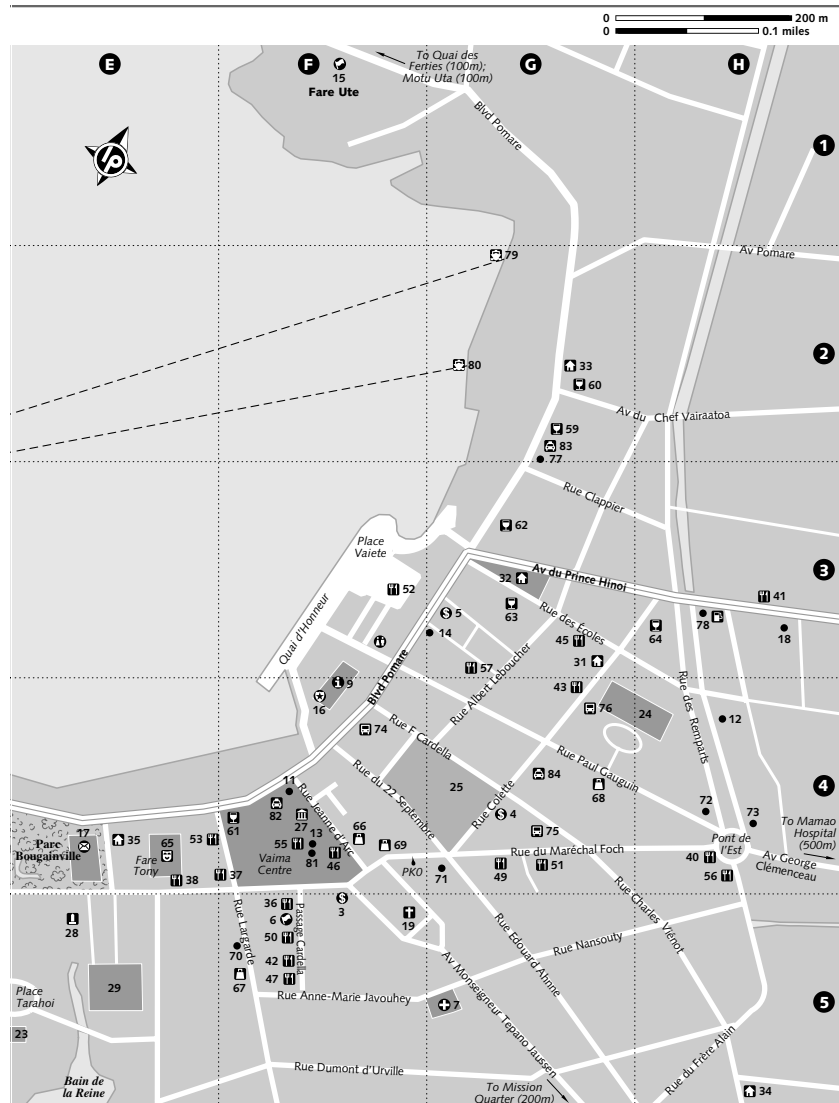 0 200 m
0 0.1 miles
E
F
G
H
To Quai des
Ferries (100m);
Motu Uta (100m)
15
Fare Ute
Blvd Pomare
1
lp
79
Av Pomare
2
80
33
60
Av du Chef Vairaatoa
59
83
77
Rue Clappier
62
Place
Vaiete
32
Av du Prince Hinoi
3
52
5
63
Rue des Écoles
41
14
45
64
78
18
Quai d'Honneur
57
31
Rue Albert Leboucher
9
16
Blvd Pomare
43
76
24
Rue des Remparts
12
74
Rue F Cardella
Rue Paul Gauguin
4
11
Rue du 22 Septembre
25
84
68
Rue Colette
82
27
Rue Jeanne d'Arc
4
72
73
To Mamao
Hospital
(500m)
17
Parc
Bougainville
35
65
Fare
Tony
53
61
55
13
66
69
75
Pont de
l'Est
Vaima
Centre
81
46
Rue du Maréchal Foch
40
Av George
Clémenceau
38
37
PK0
71
49
51
56
28
36
6
Passage Cardella
3
19
50
Rue Largarde
70
42
67
47
Rue Charles Viénot
Rue Edouard Ahnne
Rue Nansouty
Av Monseigneur Tepano Jaussen
Place
Tarahoi
29
Rue Anne-Marie Javouhey
7
5
23
Rue Dumont d'Urville
Rue du Frère Alain
Bain de
la Reine
To Mission
Quarter (200m)
34